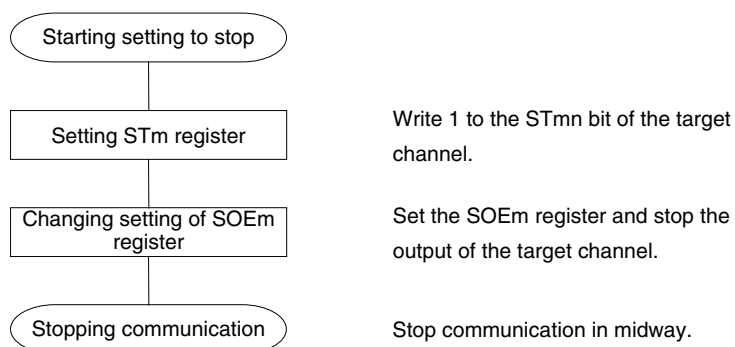 Starting setting to stop
Setting STm register
Write 1 to the STmn bit of the target
channel.
Changing setting of SOEm
register
Set the SOEm register and stop the
output of the target channel.
Stopping communication
Stop communication in midway.